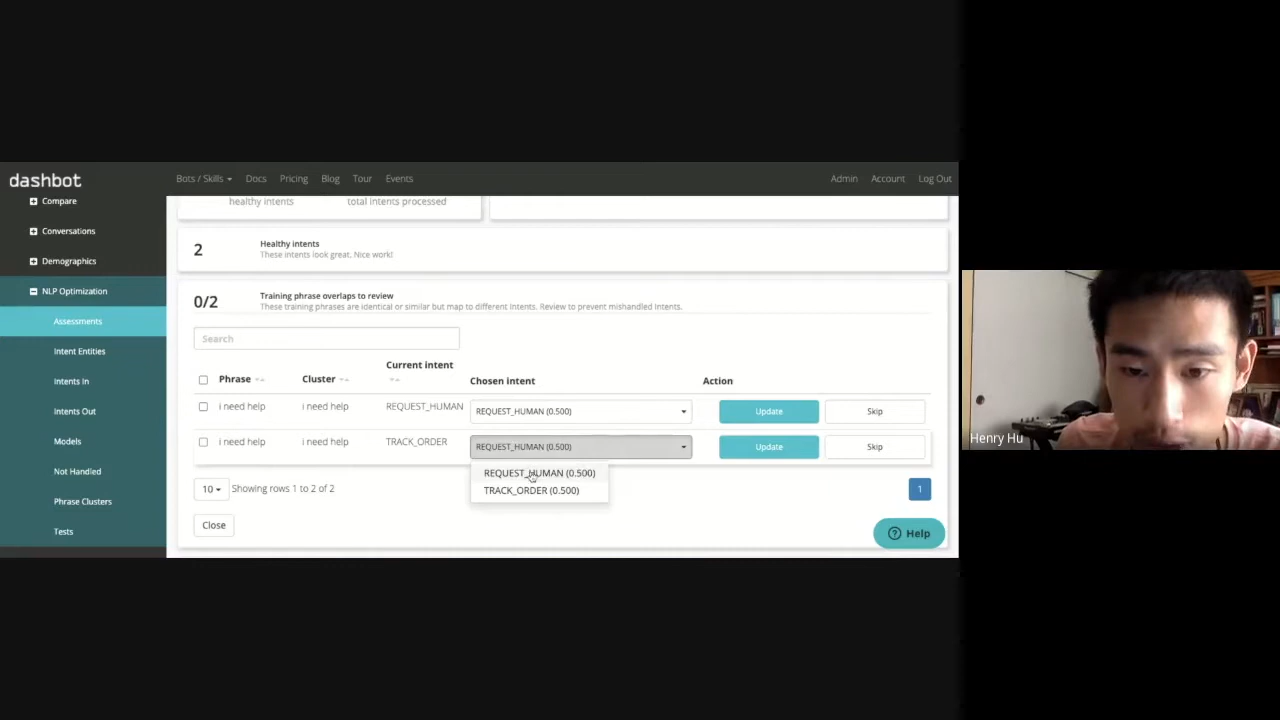 dashbot
Bots / Skills Docs Pricing Blog Tour Events
Admin Account Log Out
Compare
Conversations
Demographics
NLP Optimization
Assessments
Intent Entities
Intents In
Intents Out
Models
Not Handled
Phrase Clusters
Tests
healthy intents total intents processed
2 Healthy intents
These intents look great. Nice work!
0/2 Training phrase overlaps to review
These training phrases are identical or similar but map to different Intents. Review to prevent mishandled Intents.
Search
Phrase Cluster Current intent Chosen intent Action
i need help i need help REQUEST_HUMAN REQUEST_HUMAN (0.500) Update Skip
i need help i need help TRACK_ORDER REQUEST_HUMAN (0.500) Update Skip
REQUEST_HUMAN (0.500)
TRACK_ORDER (0.500)
10 Showing rows 1 to 2 of 2
1
Close
Help
Henry Hu